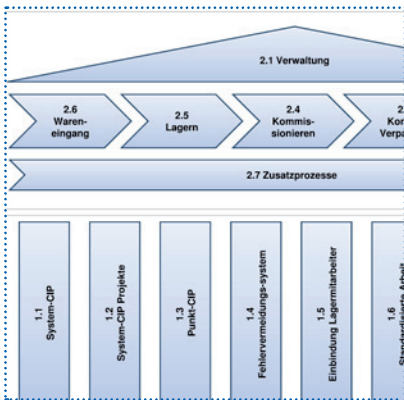 2.1 Verwaltung
2.6
Waren-
eingang
2.5
Lagern
2.4
Kommis-
sionieren
2.7 Zusatzprozesse
1.1
System-CIP
1.2
System-CIP Projekte
1.3
Punkt-CIP
1.4
Fehlervermeidungs-system
1.5
Einbindung Lagermitarbeiter
1.6